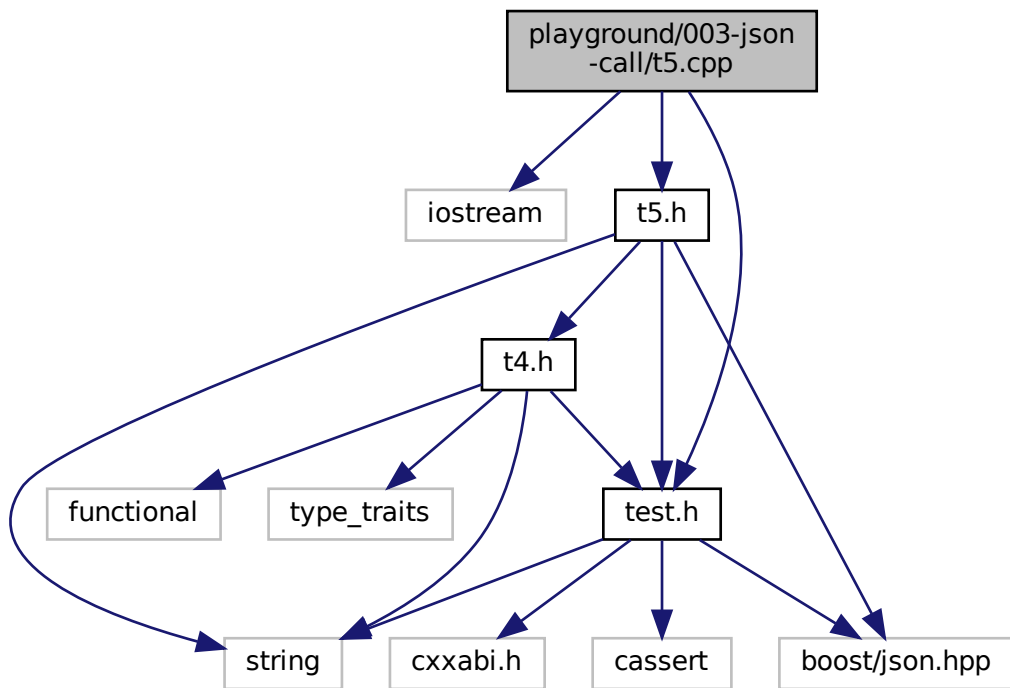 playground/003-json
-call/t5.cpp
iostream
t5.h
t4.h
functional
type_traits
test.h
string
cxxabi.h
cassert
boost/json.hpp